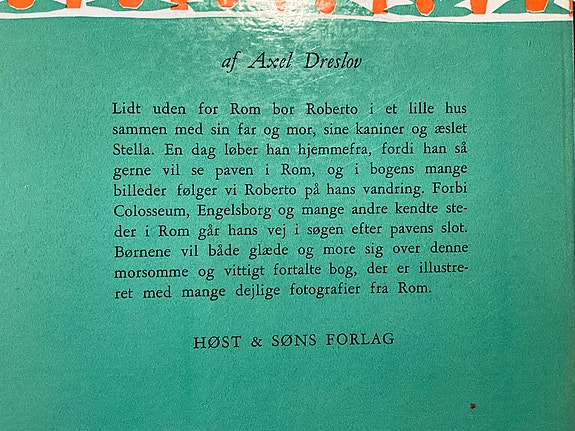 af Axel Dreslov
Lidt uden for Rom bor Roberto i et lille hus
sammen med sin far og mor, sine kaniner og æslet
Stella. En dag løber han hjemmefra, fordi han så
gerne vil se paven i Rom, og i bogens mange
billeder følger vi Roberto på hans vandring. Forbi
Colosseum, Engelsborg og mange andre kendte ste-
der i Rom går hans vej i søgen efter pavens slot.
Børnene vil både glæde og more sig over denne
morsomme og vittigt fortalte bog, der er illustre-
ret med mange dejlige fotografier fra Rom.
HØST & SØNS FORLAG